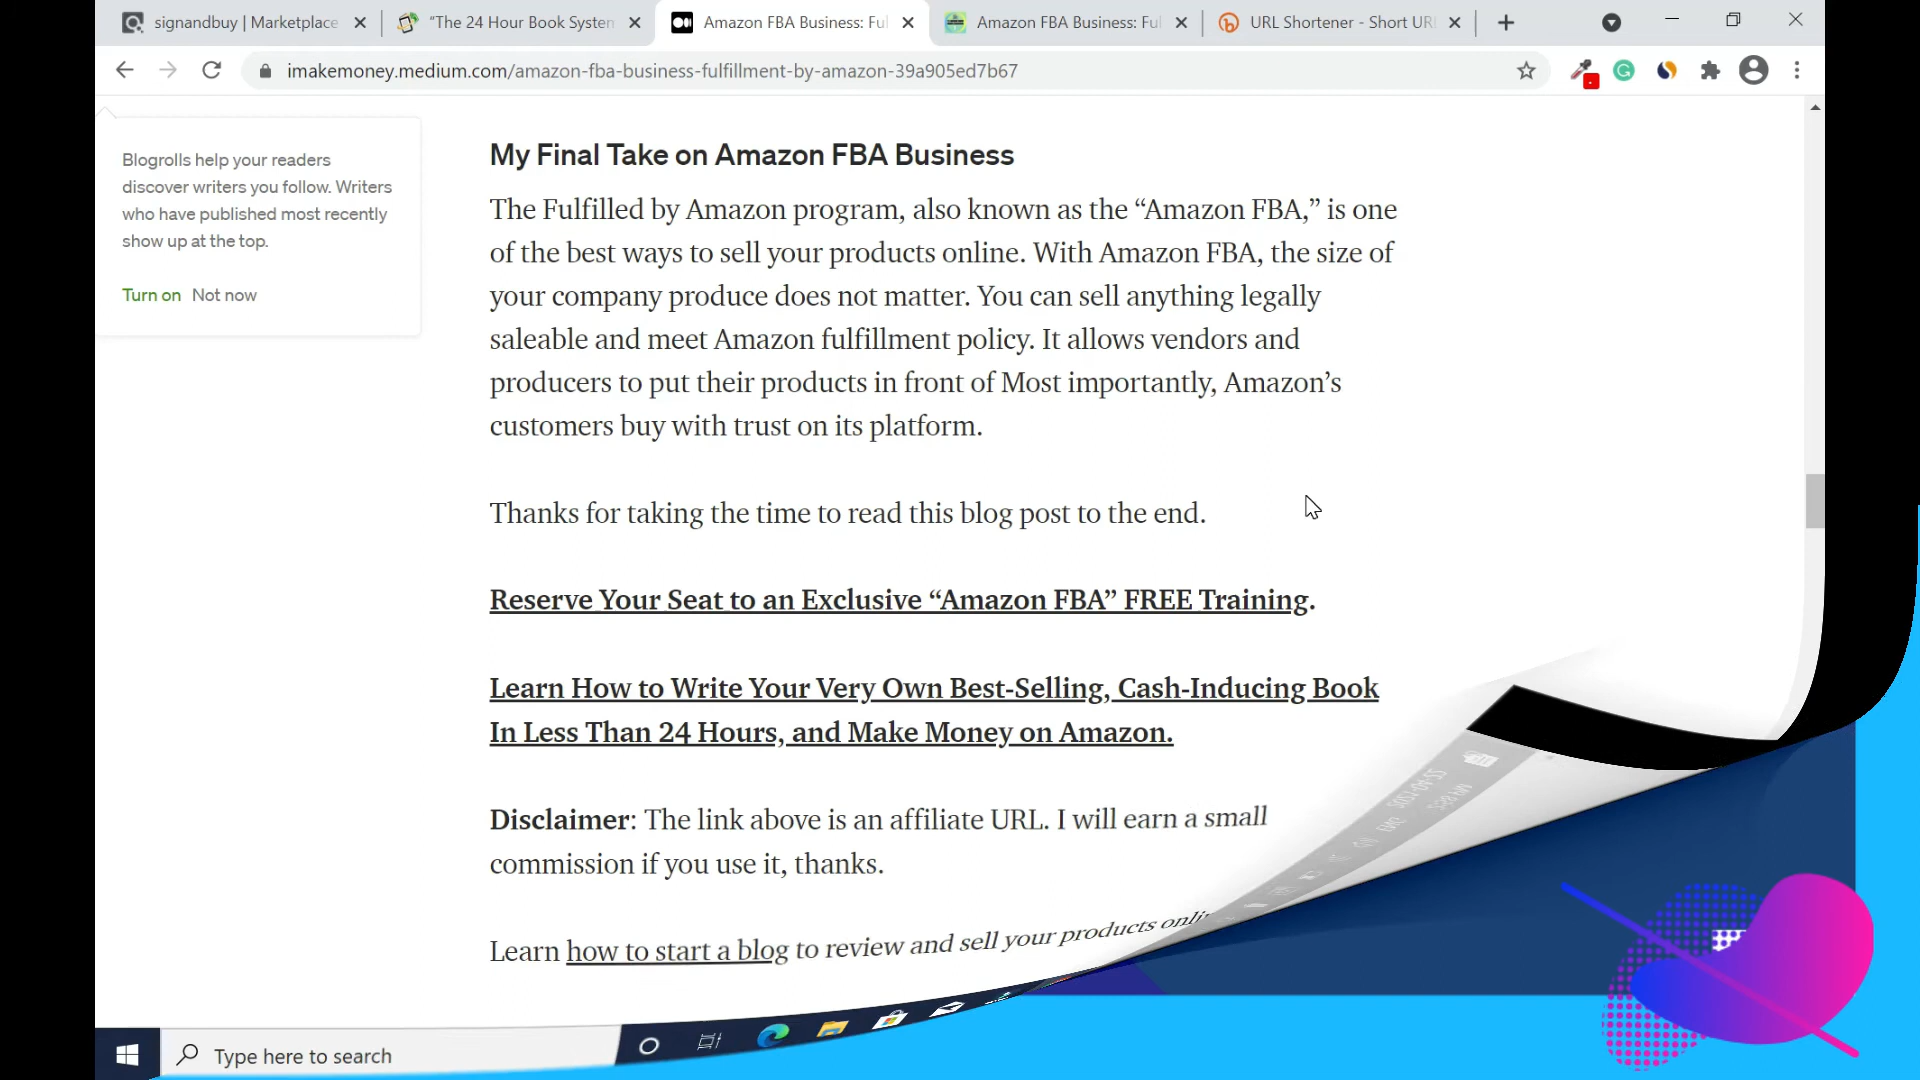 signandbuy | Marketplace
“The 24 Hour Book System
Amazon FBA Business: Ful
Amazon FBA Business: Ful
URL Shortener - Short URL
imakemoney.medium.com/amazon-fba-business-fulfillment-by-amazon-39a905ed7b67
Blogrolls help your readers
discover writers you follow. Writers
who have published most recently
show up at the top.
Turn on Not now
My Final Take on Amazon FBA Business
The Fulfilled by Amazon program, also known as the “Amazon FBA,” is one
of the best ways to sell your products online. With Amazon FBA, the size of
your company produce does not matter. You can sell anything legally
saleable and meet Amazon fulfillment policy. It allows vendors and
producers to put their products in front of Most importantly, Amazon’s
customers buy with trust on its platform.
Thanks for taking the time to read this blog post to the end.
Reserve Your Seat to an Exclusive “Amazon FBA” FREE Training.
Learn How to Write Your Very Own Best-Selling, Cash-Inducing Book
In Less Than 24 Hours, and Make Money on Amazon.
Disclaimer: The link above is an affiliate URL. I will earn a small
commission if you use it, thanks.
Learn how to start a blog to review and sell your products onli
Type here to search